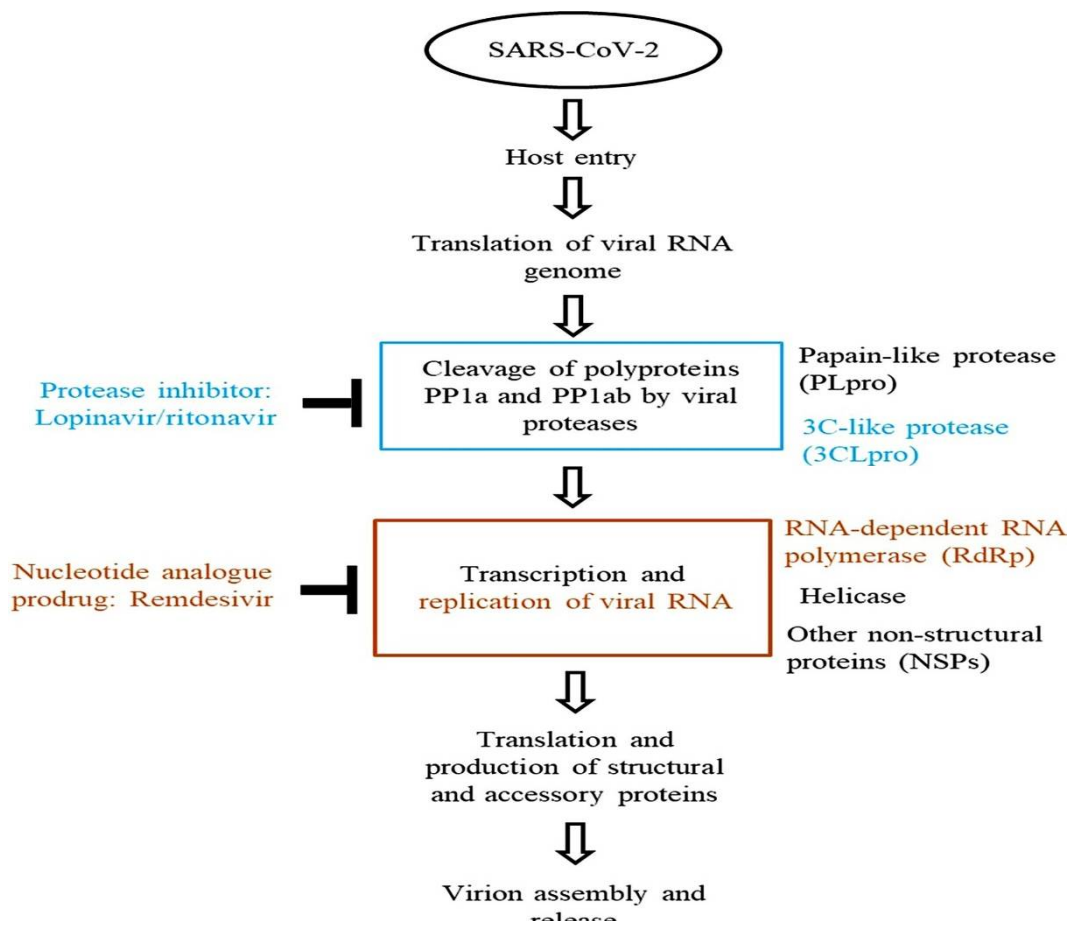 SARS-CoV-2
Host entry
Translation of viral RNA
genome
Protease inhibitor:
Lopinavir/ritonavir
Cleavage of polyproteins
PP1a and PP1ab by viral
proteases
Papain-like protease
(PLpro)
3C-like protease
(3CLpro)
Nucleotide analogue
prodrug: Remdesivir
Transcription and
replication of viral RNA
RNA-dependent RNA
polymerase (RdRp)
Helicase
Other non-structural
proteins (NSPs)
Translation and
production of structural
and accessory proteins
Virion assembly and
release